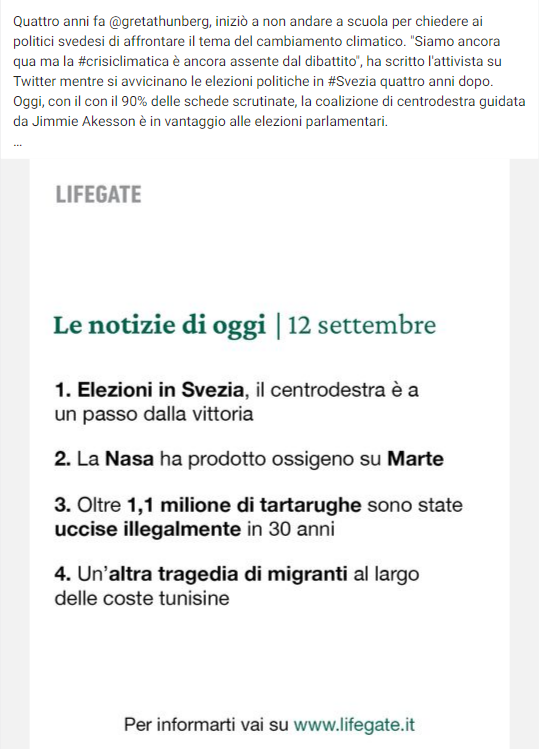 Quattro anni fa @gretathunberg, iniziò a non andare a scuola per chiedere ai
politici svedesi di affrontare il tema del cambiamento climatico. "Siamo ancora
qua ma la #crisiclimatica è ancora assente dal dibattito", ha scritto l'attivista su
Twitter mentre si avvicinano le elezioni politiche in #Svezia quattro anni dopo.
Oggi, con il con il 90% delle schede scrutinate, la coalizione di centrodestra guidata
da Jimmie Akesson è in vantaggio alle elezioni parlamentari.
...
LIFEGATE
Le notizie di oggi | 12 settembre
1. Elezioni in Svezia, il centrodestra è a
un passo dalla vittoria
2. La Nasa ha prodotto ossigeno su Marte
3. Oltre 1,1 milione di tartarughe sono state
uccise illegalmente in 30 anni
4. Un'altra tragedia di migranti al largo
delle coste tunisine
Per informarti vai su www.lifegate.it